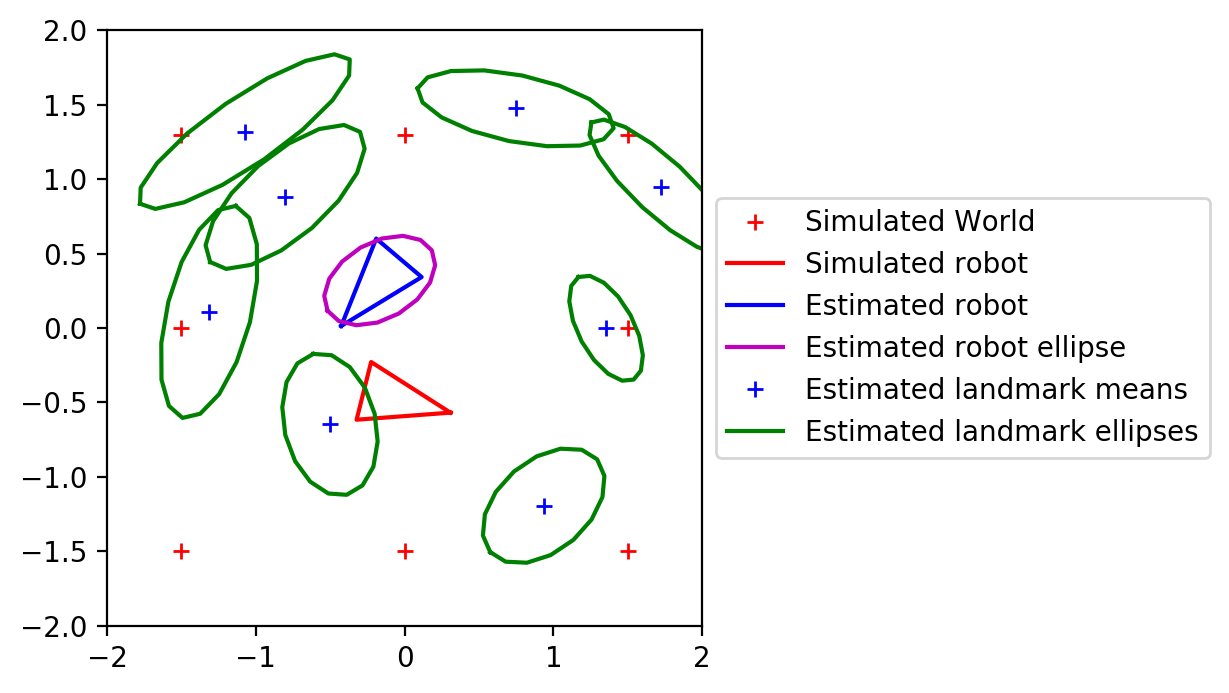 2.0
1.5
1.0
0.5
0.0
−0.5
−1.0
−1.5
−2.0
−2
−1
0
1
2
Simulated World
Simulated robot
Estimated robot
Estimated robot ellipse
Estimated landmark means
Estimated landmark ellipses